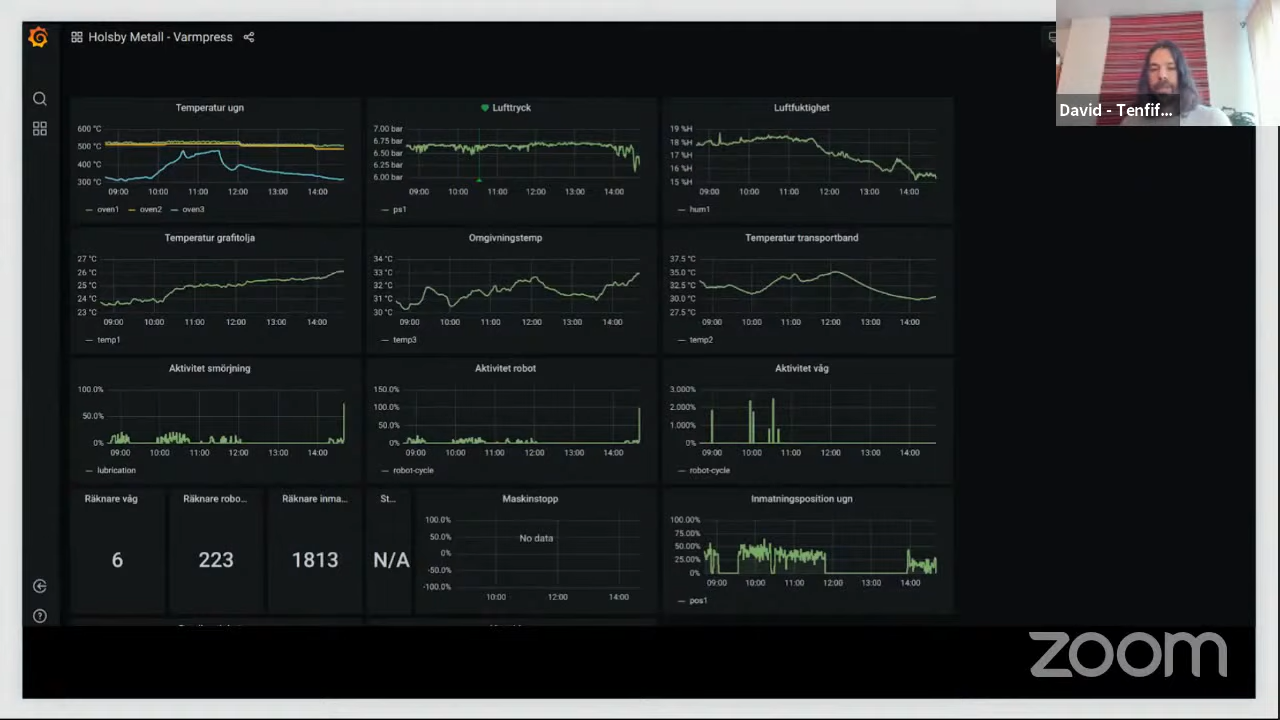 Holsby Metall - Varmpress
David - Tenfif...
Temperatur ugn
600 °C
500 °C
400 °C
300 °C
09:00 10:00 11:00 12:00 13:00 14:00
oven1 oven2 oven3
Lufttryck
7.00 bar
6.75 bar
6.50 bar
6.25 bar
6.00 bar
09:00 10:00 11:00 12:00 13:00 14:00
ps1
Luftfuktighet
19 %H
18 %H
17 %H
16 %H
15 %H
09:00 10:00 11:00 12:00 13:00 14:00
hum1
Temperatur grafitolja
27 °C
26 °C
25 °C
24 °C
23 °C
09:00 10:00 11:00 12:00 13:00 14:00
temp1
Omgivningstemp
34 °C
33 °C
32 °C
31 °C
30 °C
09:00 10:00 11:00 12:00 13:00 14:00
temp3
Temperatur transportband
37.5 °C
35.0 °C
32.5 °C
30.0 °C
27.5 °C
09:00 10:00 11:00 12:00 13:00 14:00
temp2
Aktivitet smörjning
100.0%
50.0%
0%
09:00 10:00 11:00 12:00 13:00 14:00
lubrication
Aktivitet robot
150.0%
100.0%
50.0%
0%
09:00 10:00 11:00 12:00 13:00 14:00
robot-cycle
Aktivitet våg
3.000%
2.000%
1.000%
0%
09:00 10:00 11:00 12:00 13:00 14:00
robot-cycle
Räknare våg
6
Räknare robo...
223
Räknare inma...
1813
St...
N/A
Maskinstopp
100.0%
50.0%
0%
-50.0%
-100.0%
No data
10:00 12:00 14:00
Inmatningsposition ugn
100.00%
75.00%
50.00%
25.00%
0%
09:00 10:00 11:00 12:00 13:00 14:00
pos1
zoom